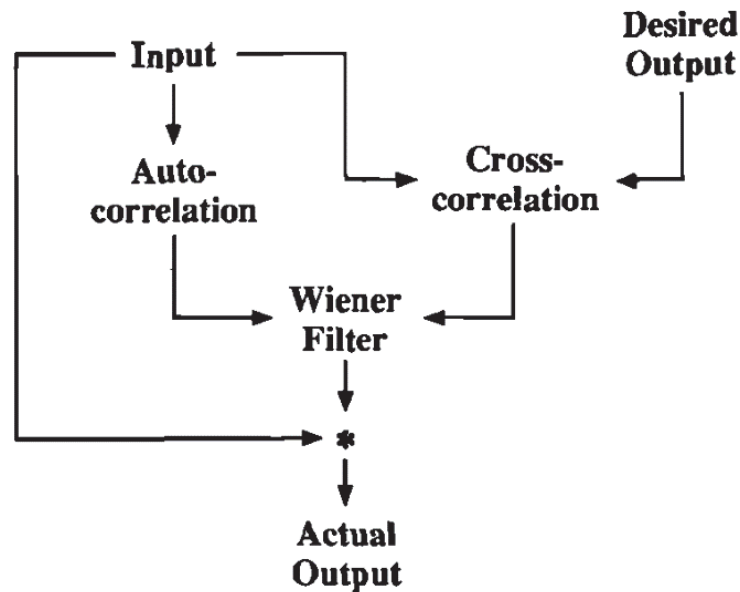 Desired
Output
Input
Auto-
correlation
Cross-
correlation
Wiener
Filter
*
Actual
Output